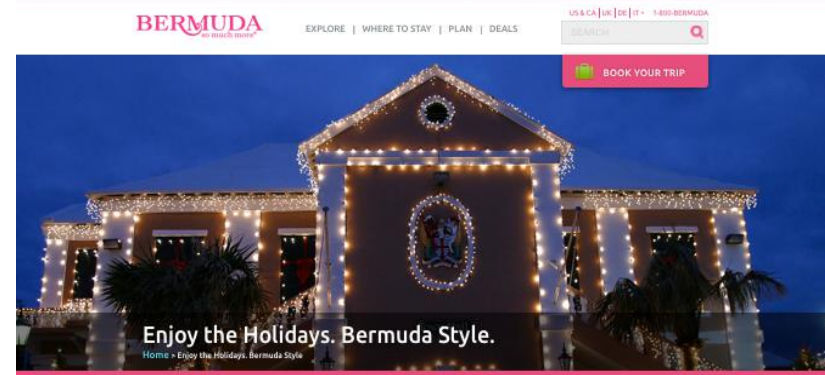 BERMUDA
so much more
EXPLORE | WHERE TO STAY | PLAN | DEALS
US & CA | UK | DE | IT 1-800-BERMUDA
SEARCH
BOOK YOUR TRIP
Enjoy the Holidays. Bermuda Style.
Home » Enjoy the Holidays. Bermuda Style